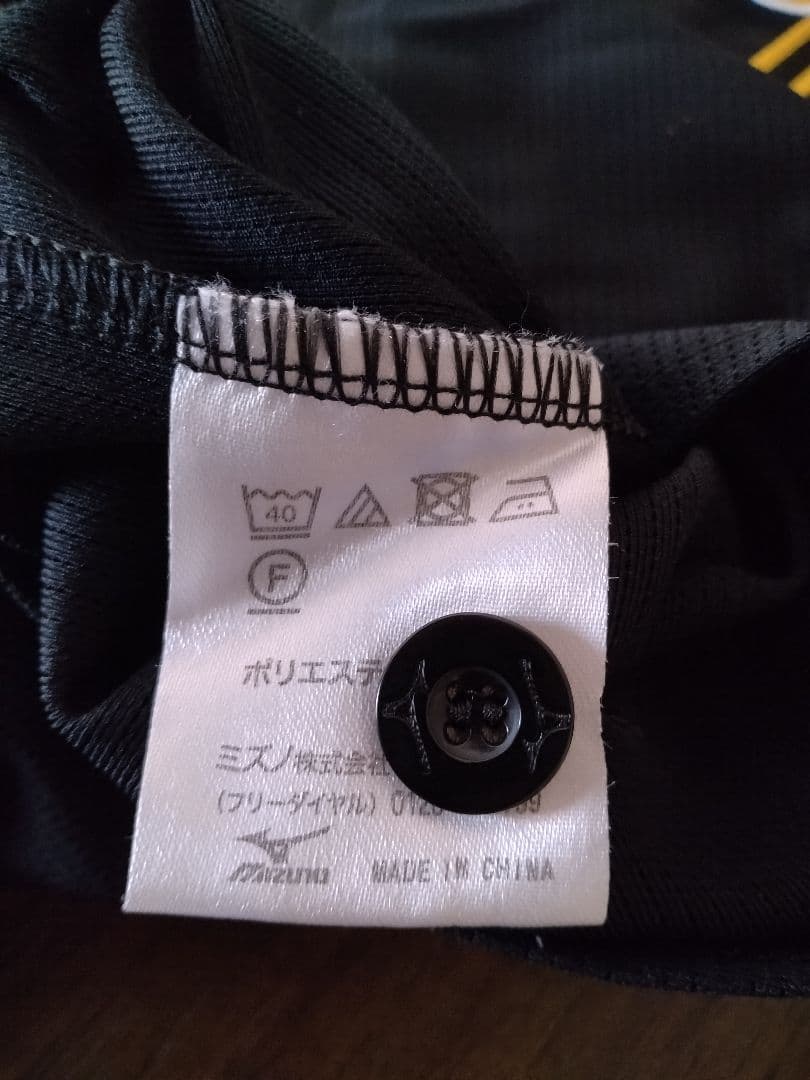 40
F
ポリエステ
ミズノ株式会社
(フリーダイヤル) 0120
MIZUNO MADE IN CHINA